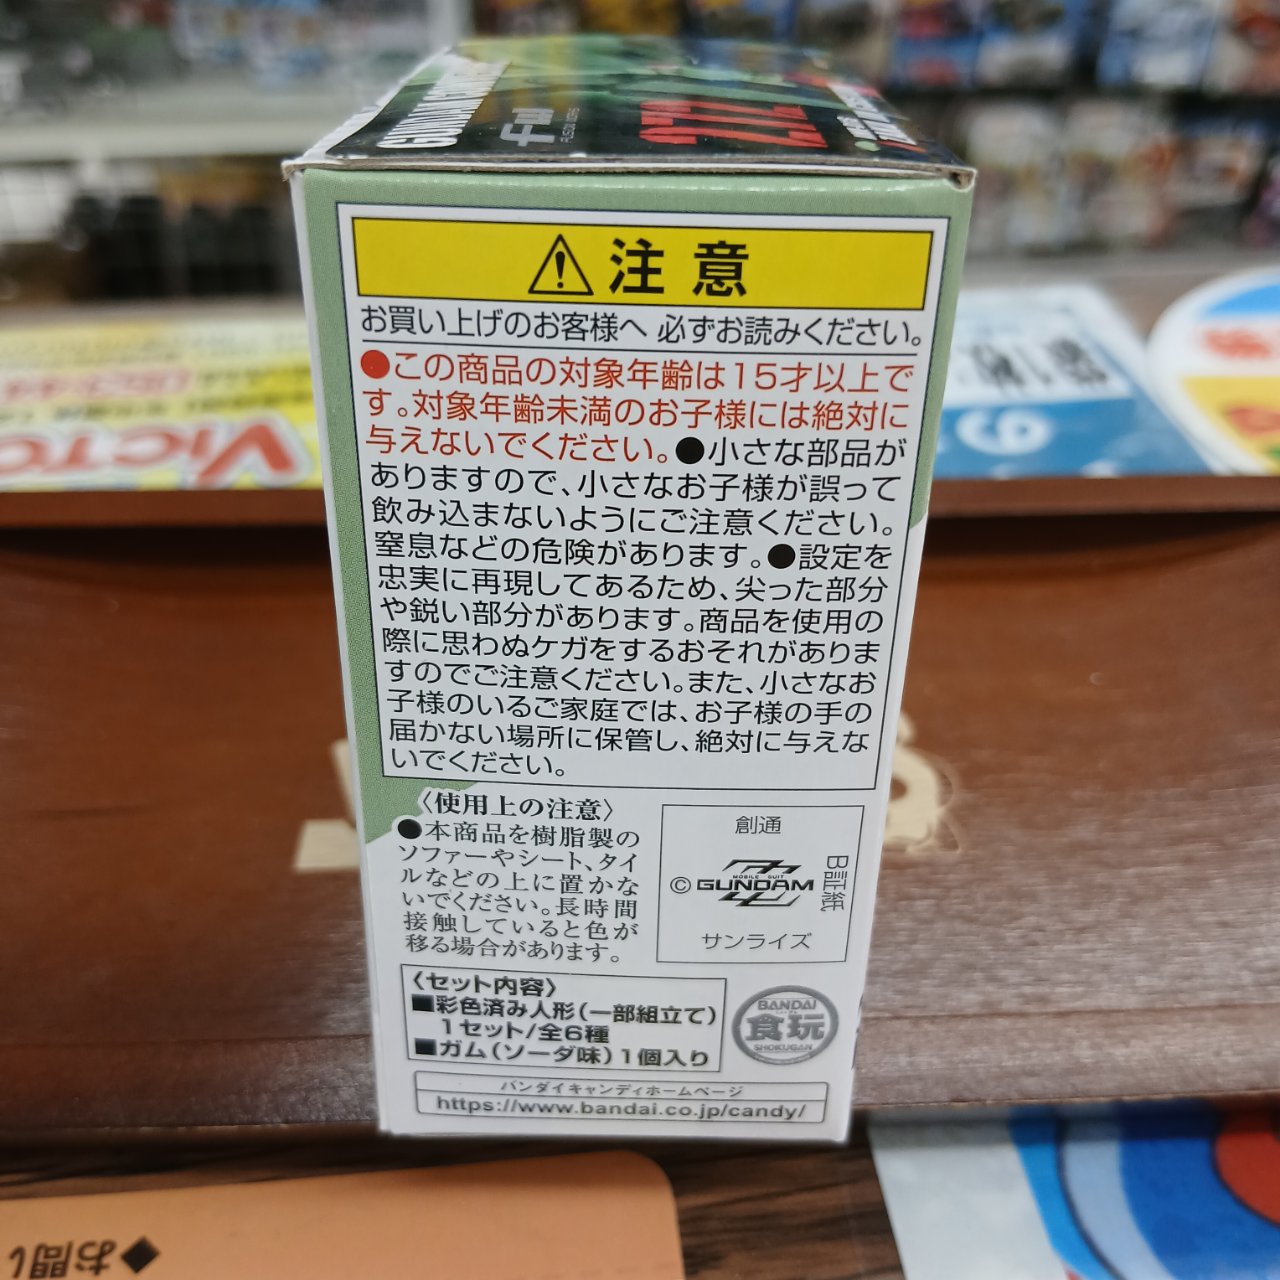 FW
FUSION WORKS
注意
お買い上げのお客様へ 必ずお読みください。
●この商品の対象年齢は15才以上で
す。対象年齢未満のお子様には絶対に
与えないでください。●小さな部品が
ありますので、小さなお子様が誤って
飲み込まないようにご注意ください。
窒息などの危険があります。●設定を
忠実に再現してあるため、尖った部分
や鋭い部分があります。商品を使用の
際に思わぬケガをするおそれがありま
すのでご注意ください。また、小さなお
子様のいるご家庭では、お子様の手の
届かない場所に保管し、絶対に与えな
いでください。
〈使用上の注意〉
●本商品を樹脂製の
ソファーやシート、タイ
ルなどの上に置かな
いでください。長時間
接触していると色が
移る場合があります。
創通
MOBILE SUIT
© GUNDAM ZZ
サンライズ
B証紙
〈セット内容〉
■彩色済み人形(一部組立て)
1セット/全6種
■ガム(ソーダ味)1個入り
BANDAI
食玩
SHOKUGAN
バンダイキャンディホームページ
https://www.bandai.co.jp/candy/
VICTO
◆お問い